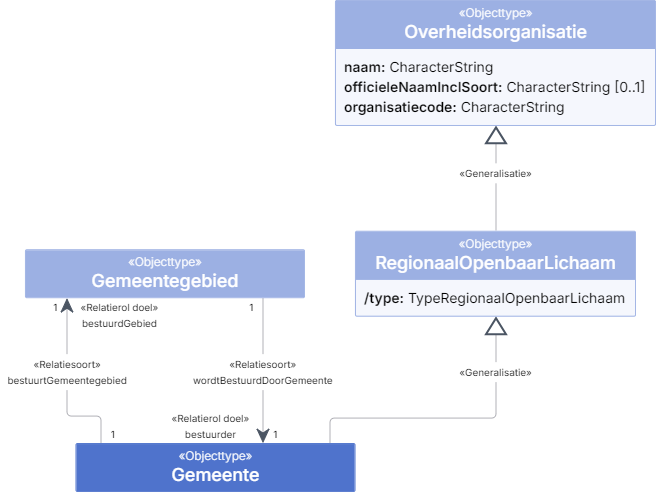 «Objecttype»
Overheidsorganisatie
naam: CharacterString
officieleNaamInclSoort: CharacterString [0..1]
organisatiecode: CharacterString
«Generalisatie»
«Objecttype»
RegionaalOpenbaarLichaam
/type: TypeRegionaalOpenbaarLichaam
«Objecttype»
Gemeentegebied
1
«Relatierol doel»
bestuurdGebied
1
«Relatiesoort»
bestuurtGemeentegebied
«Relatiesoort»
wordtBestuurdDoorGemeente
«Generalisatie»
1
«Relatierol doel»
bestuurder
1
«Objecttype»
Gemeente